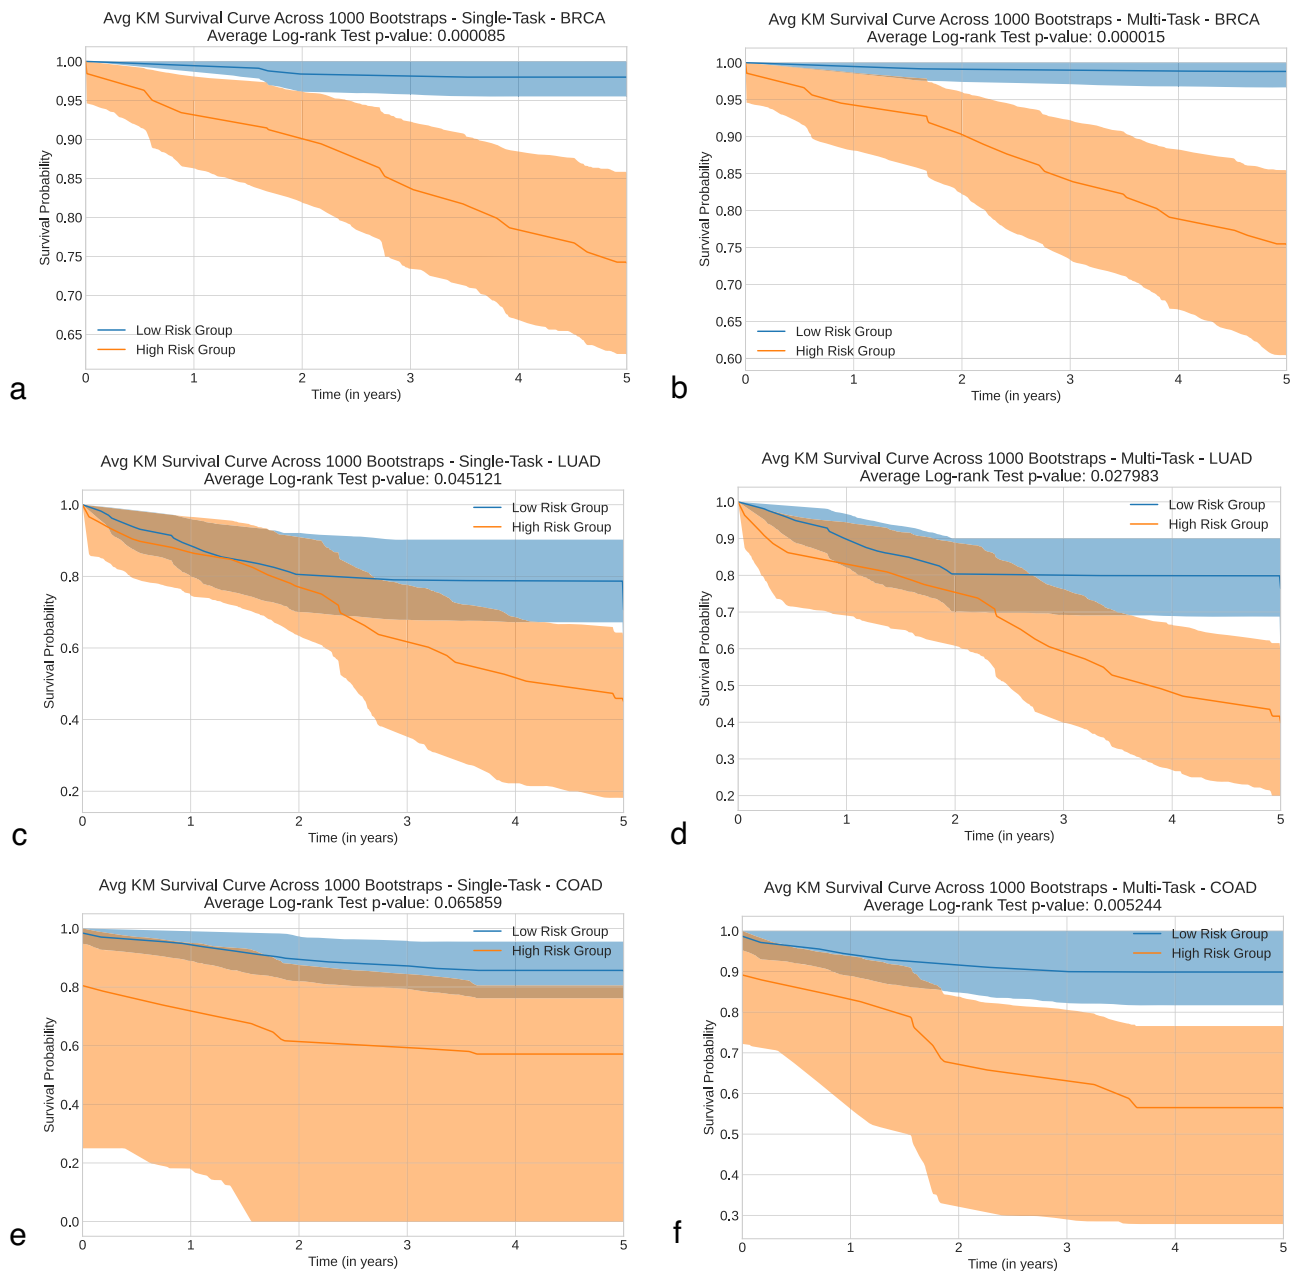 Avg KM Survival Curve Across 1000 Bootstraps - Single-Task - BRCA
Average Log-rank Test p-value: 0.000085
1.00
0.95
0.90
0.85
0.80
0.75
0.70
0.65
Survival Probability
Low Risk Group
High Risk Group
0 1 2 3 4 5
Time (in years)
a
Avg KM Survival Curve Across 1000 Bootstraps - Multi-Task - BRCA
Average Log-rank Test p-value: 0.000015
1.00
0.95
0.90
0.85
0.80
0.75
0.70
0.65
0.60
Survival Probability
Low Risk Group
High Risk Group
0 1 2 3 4 5
Time (in years)
b
Avg KM Survival Curve Across 1000 Bootstraps - Single-Task - LUAD
Average Log-rank Test p-value: 0.045121
Low Risk Group
High Risk Group
1.0
0.8
0.6
0.4
0.2
Survival Probability
0 1 2 3 4 5
Time (in years)
c
Avg KM Survival Curve Across 1000 Bootstraps - Multi-Task - LUAD
Average Log-rank Test p-value: 0.027983
Low Risk Group
High Risk Group
1.0
0.9
0.8
0.7
0.6
0.5
0.4
0.3
0.2
Survival Probability
0 1 2 3 4 5
Time (in years)
d
Avg KM Survival Curve Across 1000 Bootstraps - Single-Task - COAD
Average Log-rank Test p-value: 0.065859
Low Risk Group
High Risk Group
1.0
0.8
0.6
0.4
0.2
0.0
Survival Probability
0 1 2 3 4 5
Time (in years)
e
Avg KM Survival Curve Across 1000 Bootstraps - Multi-Task - COAD
Average Log-rank Test p-value: 0.005244
Low Risk Group
High Risk Group
1.0
0.9
0.8
0.7
0.6
0.5
0.4
0.3
Survival Probability
0 1 2 3 4 5
Time (in years)
f